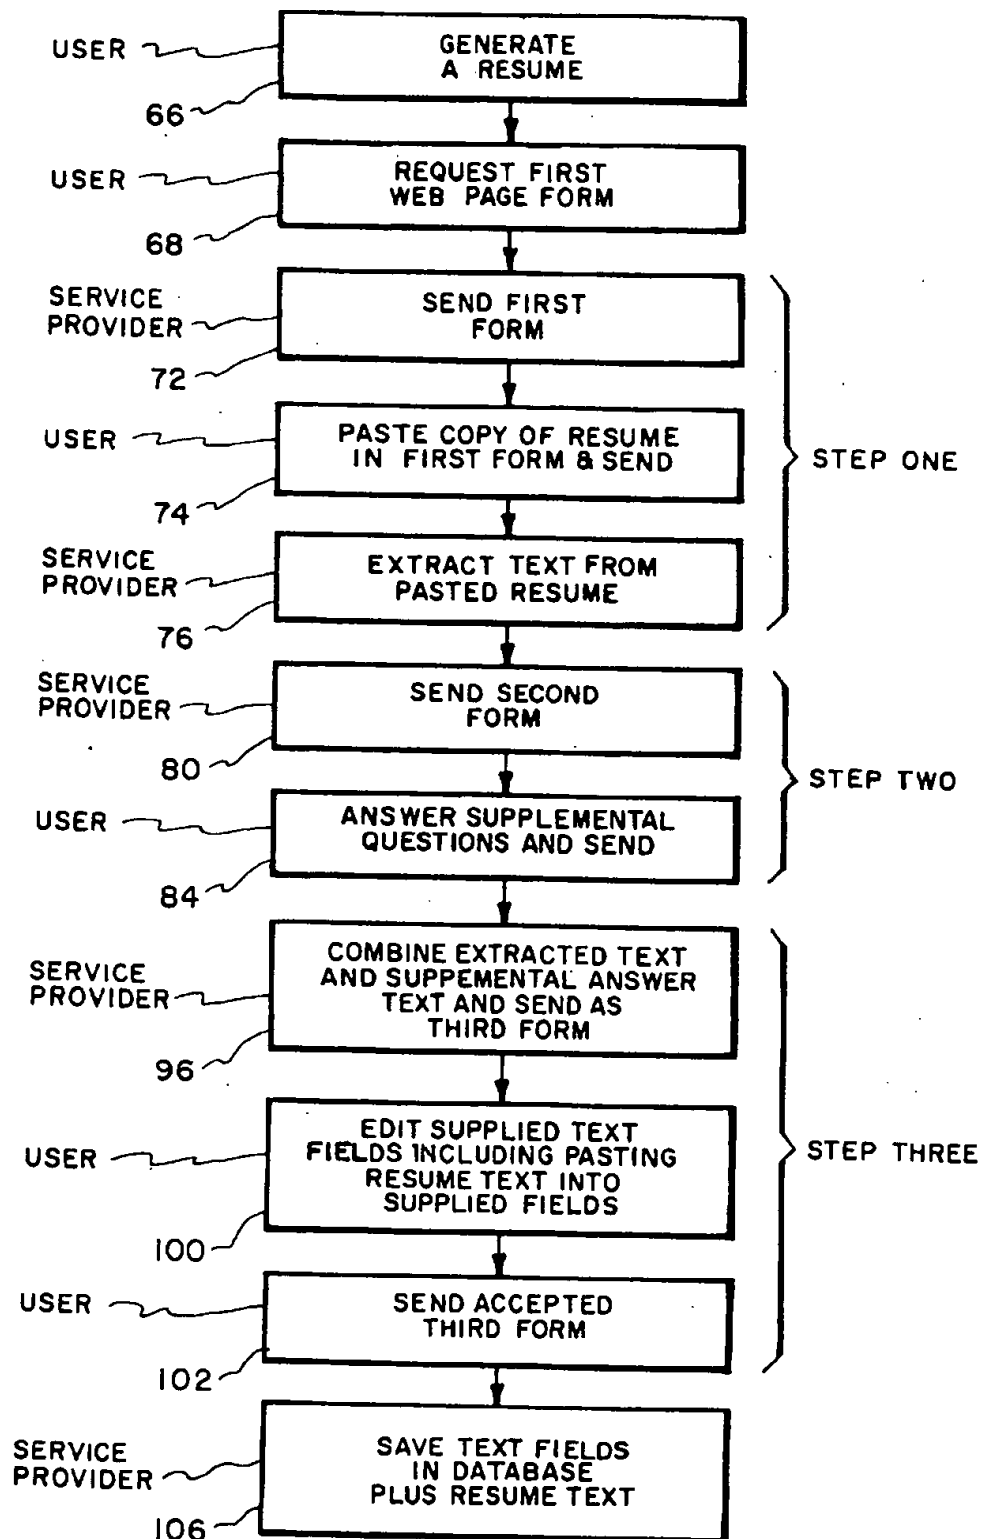 USER
GENERATE
A RESUME
66
USER
REQUEST FIRST
WEB PAGE FORM
68
SERVICE
PROVIDER
SEND FIRST
FORM
72
USER
PASTE COPY OF RESUME
IN FIRST FORM & SEND
74
SERVICE
PROVIDER
EXTRACT TEXT FROM
PASTED RESUME
76
STEP ONE
SERVICE
PROVIDER
SEND SECOND
FORM
80
USER
ANSWER SUPPLEMENTAL
QUESTIONS AND SEND
84
STEP TWO
SERVICE
PROVIDER
COMBINE EXTRACTED TEXT
AND SUPPEMENTAL ANSWER
TEXT AND SEND AS
THIRD FORM
96
USER
EDIT SUPPLIED TEXT
FIELDS INCLUDING PASTING
RESUME TEXT INTO
SUPPLIED FIELDS
100
USER
SEND ACCEPTED
THIRD FORM
102
STEP THREE
SERVICE
PROVIDER
SAVE TEXT FIELDS
IN DATABASE
PLUS RESUME TEXT
106